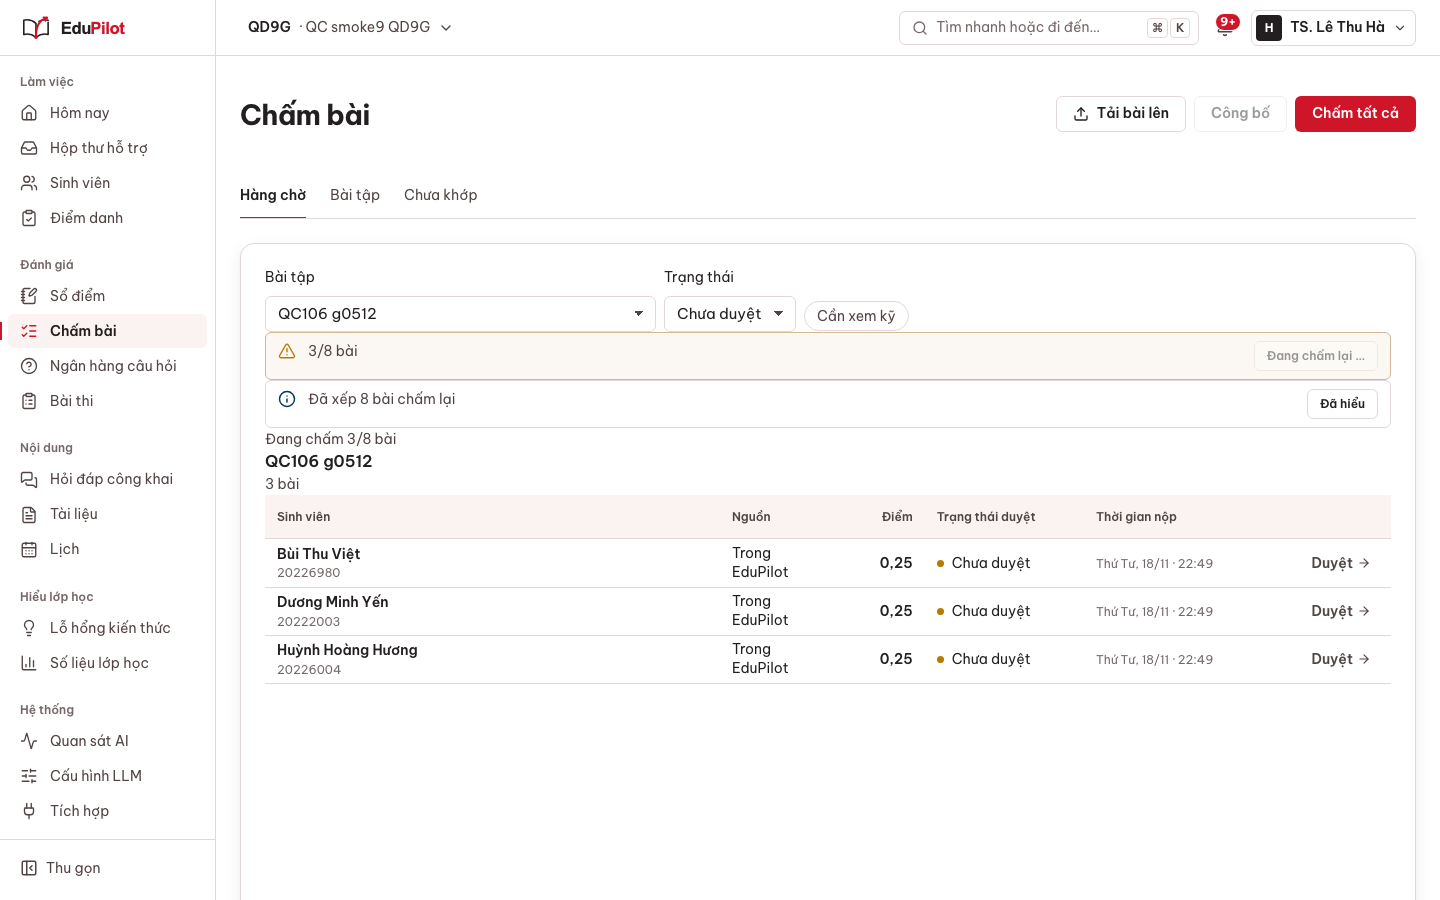 EduPilot
QD9G · QC smoke9 QD9G
Tìm nhanh hoặc đi đến...
⌘ K
9+
H
TS. Lê Thu Hà
Làm việc
Hôm nay
Hộp thư hỗ trợ
Sinh viên
Điểm danh
Đánh giá
Sổ điểm
Chấm bài
Ngân hàng câu hỏi
Bài thi
Nội dung
Hỏi đáp công khai
Tài liệu
Lịch
Hiểu lớp học
Lỗ hổng kiến thức
Số liệu lớp học
Hệ thống
Quan sát AI
Cấu hình LLM
Tích hợp
Thu gọn
Chấm bài
Tải bài lên
Công bố
Chấm tất cả
Hàng chờ Bài tập Chưa khớp
Bài tập Trạng thái
QC106 g0512 Chưa duyệt Cần xem kỹ
3/8 bài Đang chấm lại ...
Đã xếp 8 bài chấm lại Đã hiểu
Đang chấm 3/8 bài
QC106 g0512
3 bài
Sinh viên Nguồn Điểm Trạng thái duyệt Thời gian nộp
Bùi Thu Việt
20226980
Trong
EduPilot
0,25 Chưa duyệt Thứ Tư, 18/11 · 22:49 Duyệt →
Dương Minh Yến
20222003
Trong
EduPilot
0,25 Chưa duyệt Thứ Tư, 18/11 · 22:49 Duyệt →
Huỳnh Hoàng Hương
20226004
Trong
EduPilot
0,25 Chưa duyệt Thứ Tư, 18/11 · 22:49 Duyệt →